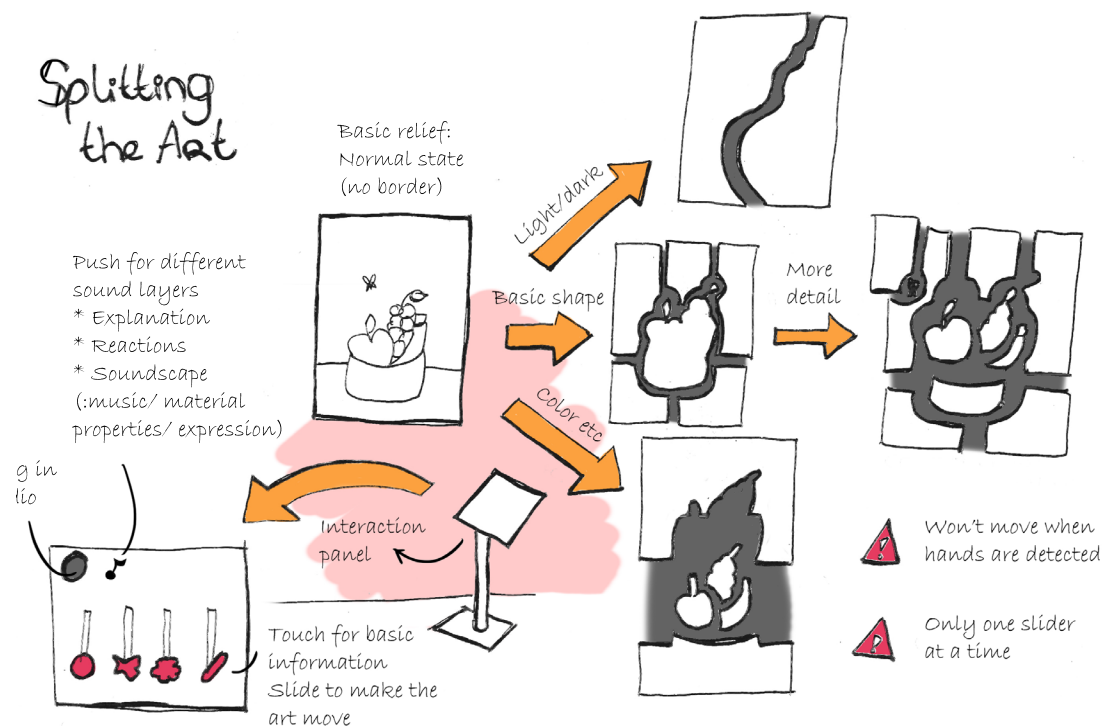 Splitting
the Art
Basic relief:
Normal state
(no border)
Push for different
sound layers
* Explanation
* Reactions
* Soundscape
(:music/ material
properties/ expression)
Light/dark
Basic shape
More
detail
Color etc
g in
dio
Interaction
panel
Touch for basic
information
Slide to make the
art move
! Won't move when
hands are detected
! Only one slider
at a time